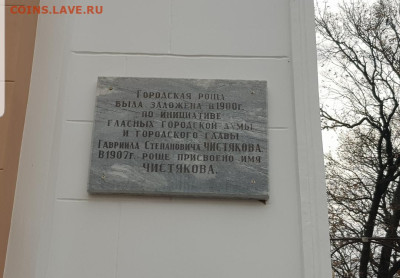 COINS.LAVE.RU
ГОРОДСКАЯ РОЩА
БЫЛА ЗАЛОЖЕНА В 1900г.
ПО ИНИЦИАТИВЕ
ГЛАСНЫХ ГОРОДСКОЙ ДУМЫ
И ГОРОДСКОГО ГЛАВЫ
ГАВРИИЛА СТЕПАНОВИЧА ЧИСТЯКОВА.
В 1907г. РОЩЕ ПРИСВОЕНО ИМЯ
ЧИСТЯКОВА.